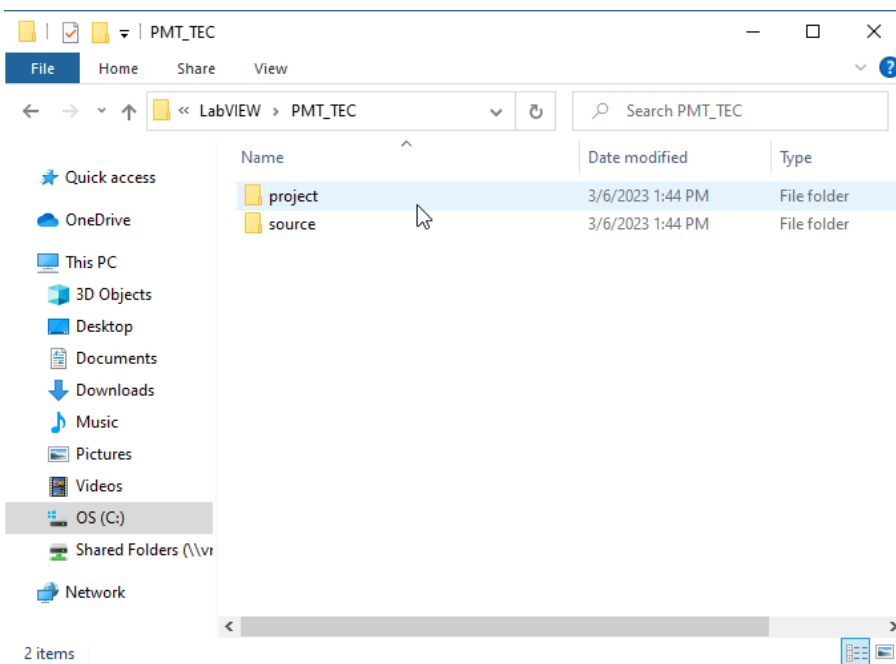 PMT_TEC
File Home Share View ?
« LabVIEW > PMT_TEC Search PMT_TEC
Name Date modified Type
Quick access
project 3/6/2023 1:44 PM File folder
OneDrive
source 3/6/2023 1:44 PM File folder
This PC
3D Objects
Desktop
Documents
Downloads
Music
Pictures
Videos
OS (C:)
Shared Folders (\\vr
Network
2 items